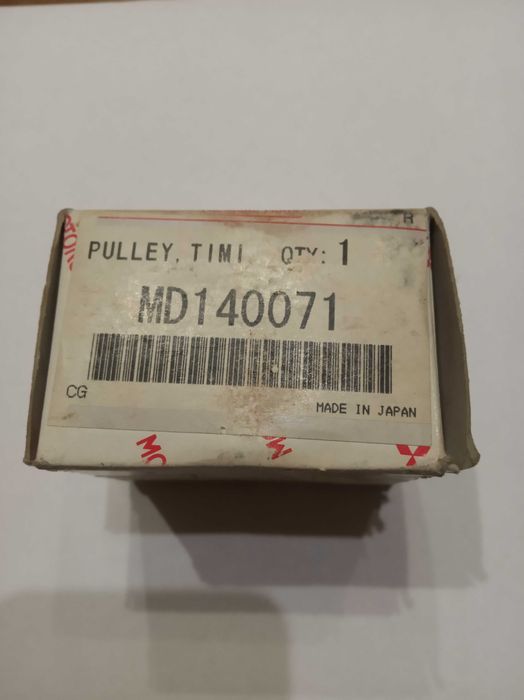 R
PULLEY, TIMI QTY: 1
MD140071
CG
MADE IN JAPAN